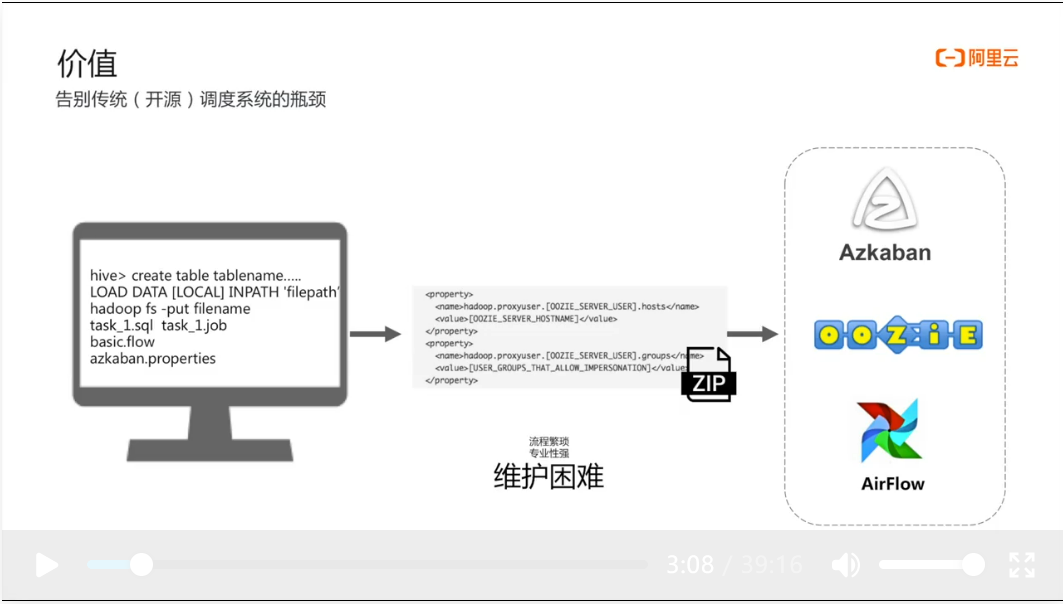 价值
阿里云
告别传统（开源）调度系统的瓶颈
hive> create table tablename.....
LOAD DATA [LOCAL] INPATH 'filepath'
hadoop fs -put filename
task_1.sql task_1.job
basic.flow
azkaban.properties
<property>
<name>hadoop.proxyuser.[OOZIE_SERVER_USER].hosts</name>
<value>[OOZIE_SERVER_HOSTNAME]</value>
</property>
<property>
<name>hadoop.proxyuser.[OOZIE_SERVER_USER].groups</name>
<value>[USER_GROUPS_THAT_ALLOW_IMPERSONATION]</value>
</property>
ZIP
流程繁琐
专业性强
维护困难
Azkaban
OOZiE
AirFlow
3:08 / 39:16